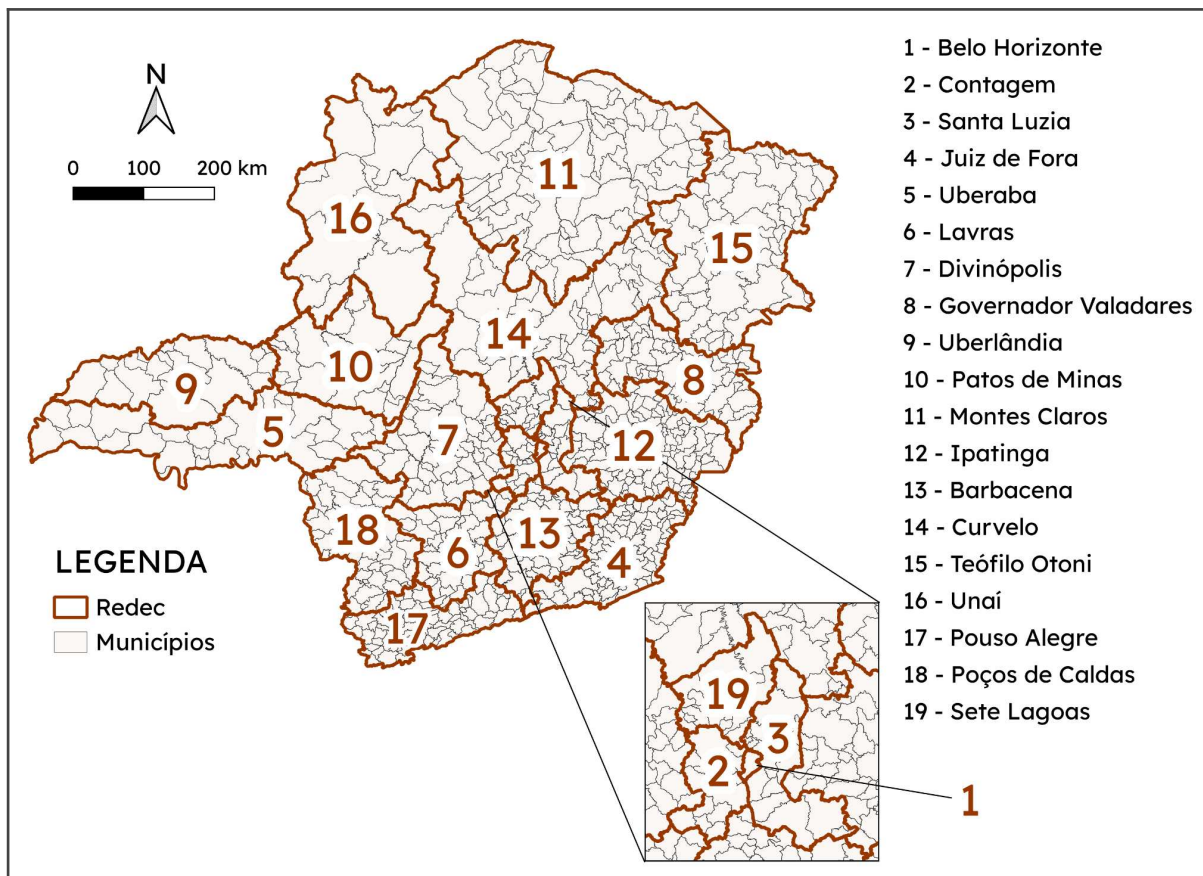 N
0 100 200 km
11
16
15
14
10
9
8
5
7
12
18
13
6
4
17
LEGENDA
Redec
Municípios
19
3
2
1
1 - Belo Horizonte
2 - Contagem
3 - Santa Luzia
4 - Juiz de Fora
5 - Uberaba
6 - Lavras
7 - Divinópolis
8 - Governador Valadares
9 - Uberlândia
10 - Patos de Minas
11 - Montes Claros
12 - Ipatinga
13 - Barbacena
14 - Curvelo
15 - Teófilo Otoni
16 - Unaí
17 - Pouso Alegre
18 - Poços de Caldas
19 - Sete Lagoas